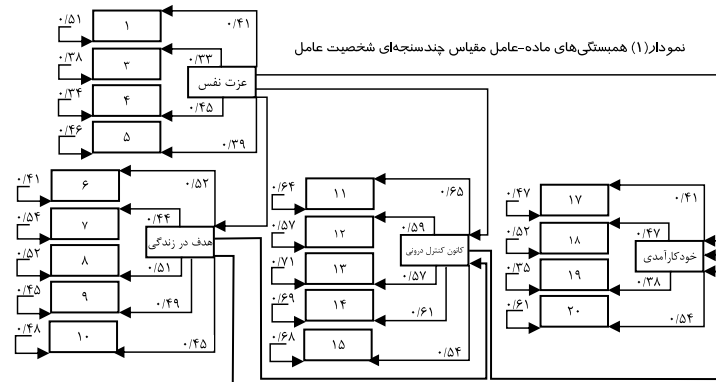 نمودار(۱) همبستگی‌های ماده-عامل مقیاس چندسنجه‌ای شخصیت عامل
۰/۵۱ ۱ ۰/۴۱
۰/۳۸ ۳ ۰/۳۳
عزت نفس
۰/۳۴ ۴ ۰/۴۵
۰/۴۶ ۵ ۰/۳۹
۰/۴۱ ۶ ۰/۵۲
۰/۵۴ ۷ ۰/۴۴
هدف در زندگی
۰/۵۲ ۸ ۰/۵۱
۰/۴۵ ۹ ۰/۴۹
۰/۴۸ ۱۰ ۰/۴۵
۰/۶۴ ۱۱ ۰/۶۵
۰/۵۷ ۱۲ ۰/۵۹
کانون کنترل درونی
۰/۷۱ ۱۳ ۰/۵۷
۰/۶۹ ۱۴ ۰/۶۱
۰/۶۸ ۱۵ ۰/۵۴
۰/۴۷ ۱۷ ۰/۴۱
۰/۵۲ ۱۸ ۰/۴۷
خودکارآمدی
۰/۳۵ ۱۹ ۰/۳۸
۰/۶۱ ۲۰ ۰/۵۴